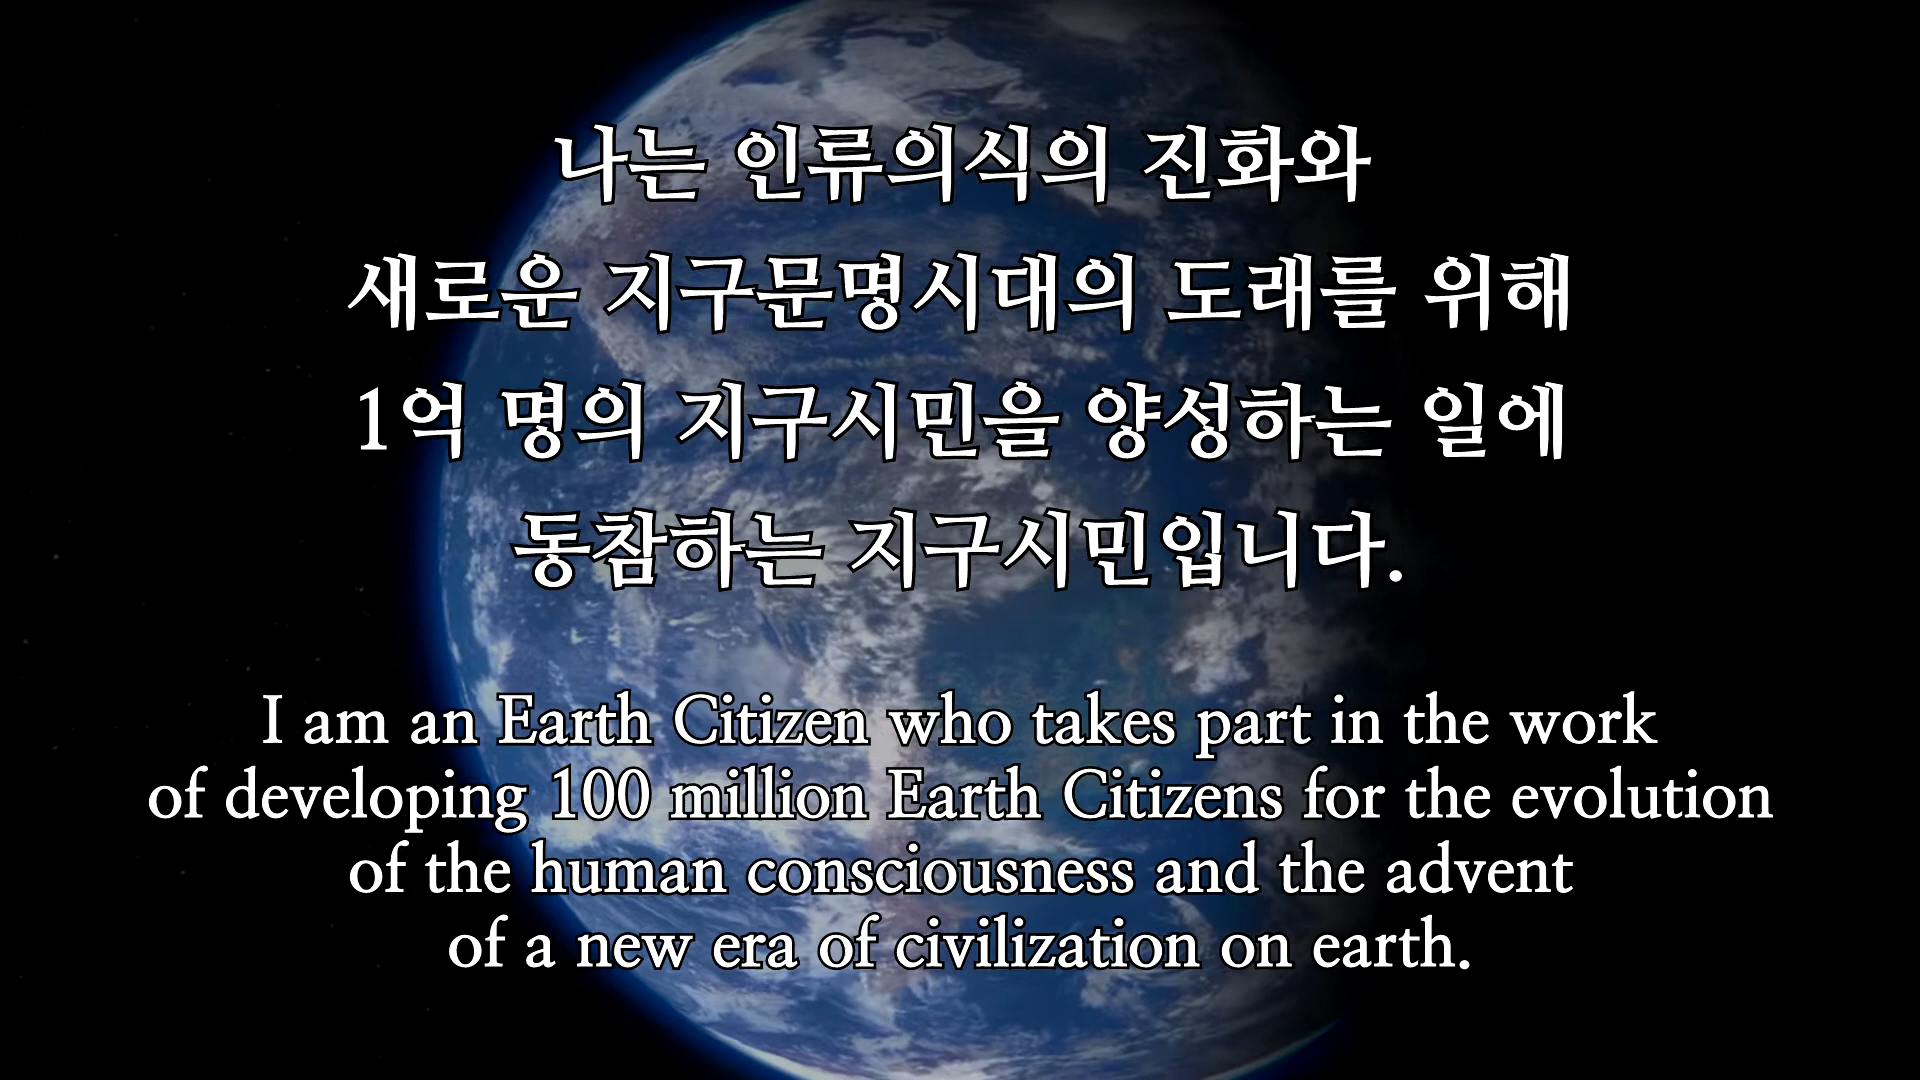 나는 인류의식의 진화와
새로운 지구문명시대의 도래를 위해
1억 명의 지구시민을 양성하는 일에
동참하는 지구시민입니다.
I am an Earth Citizen who takes part in the work
of developing 100 million Earth Citizens for the evolution
of the human consciousness and the advent
of a new era of civilization on earth.